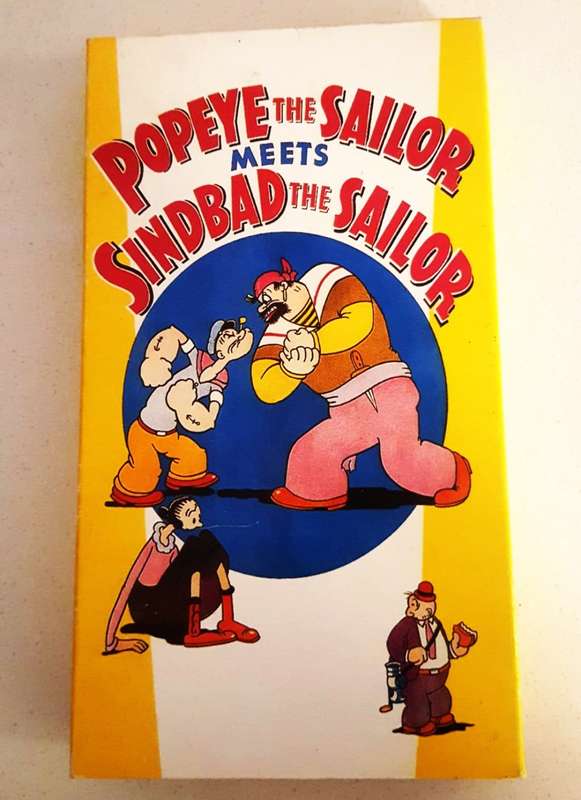 POPEYE THE SAILOR
MEETS
SINDBAD THE SAILOR